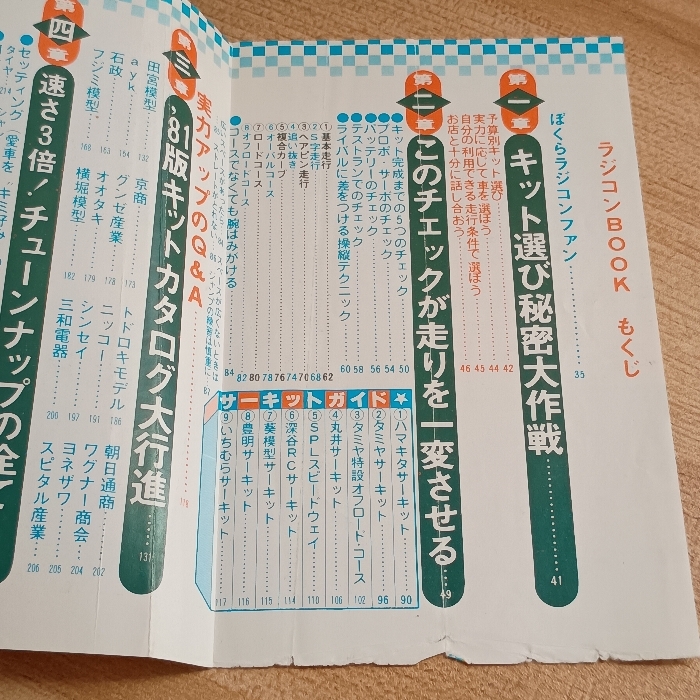 ラジコンBOOK もくじ
ぼくらラジコンファン 35
第一章
キット選び秘密大作戦 41
予算別キット選び 42
実力に応じて車を選ぼう 44
自分の利用できる走行条件で選ぼう 45
お店と十分に話し合おう 46
第二章
このチェックが走りを一変させる 49
●キット完成までの5つのチェック 50
●プロポ・サーボのチェック 54
●バッテリーのチェック 56
●テストランでのチェック 58
●ライバルに差をつける操縦テクニック 60
①基本走行 62
②S字走行 68
③ヘアピン走行 70
④追い抜き 74
⑤複合カーブ 76
⑥オーバルコース 78
⑦ロードコース 80
⑧オフロードコース 82
●コースでなくても腕はみがける 84
★サーキットガイド
①ハマキタサーキット 90
②タミヤサーキット 96
③タミヤ特設オフロード・コース 102
④丸井サーキット 106
⑤SPLスピードウェイ 110
⑥深谷RCサーキット 114
⑦葵模型サーキット 115
⑧豊明サーキット 116
⑨いちむらサーキット 117
実力アップのQ&A
第三章
'81版キットカタログ大行進 131
田宮模型 132
ayk 154
石政 163
フジミ模型 168
京商 173
グンゼ産業 178
オオタキ 179
横堀模型 182
トドロキモデル 186
ニッコー 191
シンセイ 197
三和電器 200
朝日通商
ワグナー商会 202
ヨネザワ 204
スピタル産業 205
206
第四章
速さ3倍!チューンナップの全て
●セッティング